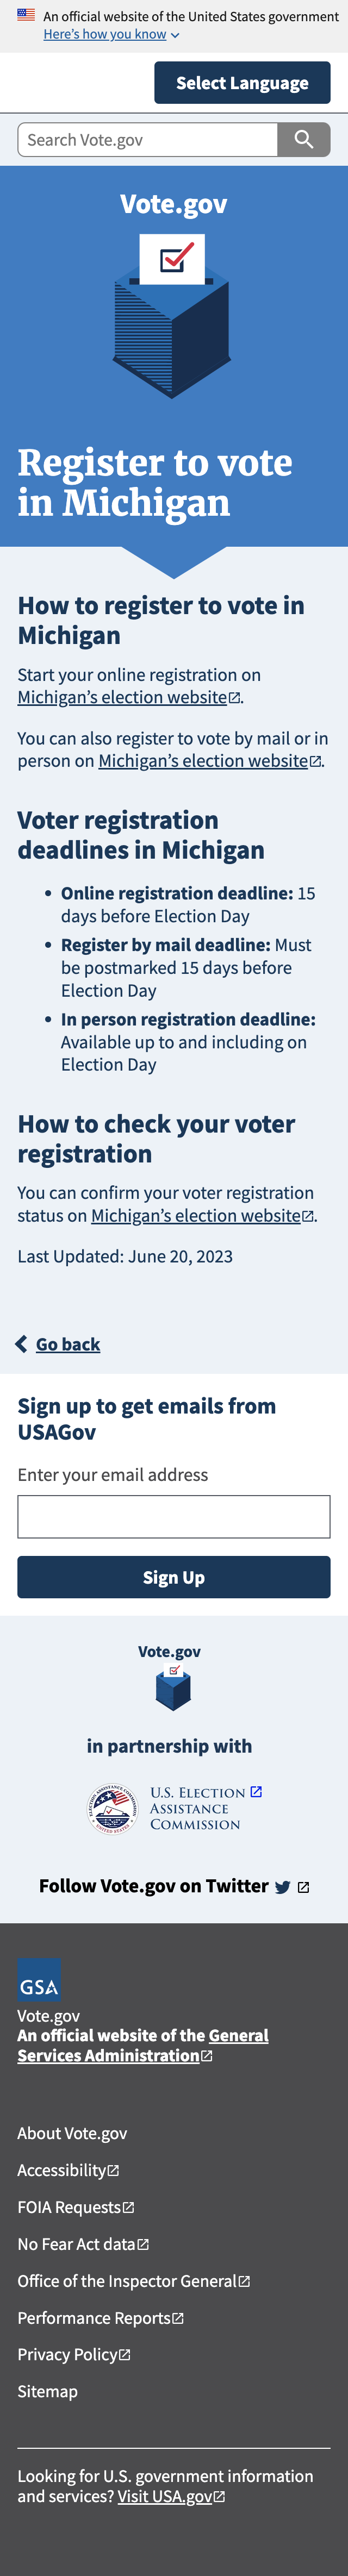 An official website of the United States government
Here’s how you know
Select Language
Search Vote.gov
Vote.gov
Register to vote
in Michigan
How to register to vote in
Michigan
Start your online registration on
Michigan’s election website.
You can also register to vote by mail or in
person on Michigan’s election website.
Voter registration
deadlines in Michigan
• Online registration deadline: 15
days before Election Day
• Register by mail deadline: Must
be postmarked 15 days before
Election Day
• In person registration deadline:
Available up to and including on
Election Day
How to check your voter
registration
You can confirm your voter registration
status on Michigan’s election website.
Last Updated: June 20, 2023
Go back
Sign up to get emails from
USAGov
Enter your email address
Sign Up
Vote.gov
in partnership with
U.S. Election
Assistance
Commission
Follow Vote.gov on Twitter
GSA
Vote.gov
An official website of the General
Services Administration
About Vote.gov
Accessibility
FOIA Requests
No Fear Act data
Office of the Inspector General
Performance Reports
Privacy Policy
Sitemap
Looking for U.S. government information
and services? Visit USA.gov